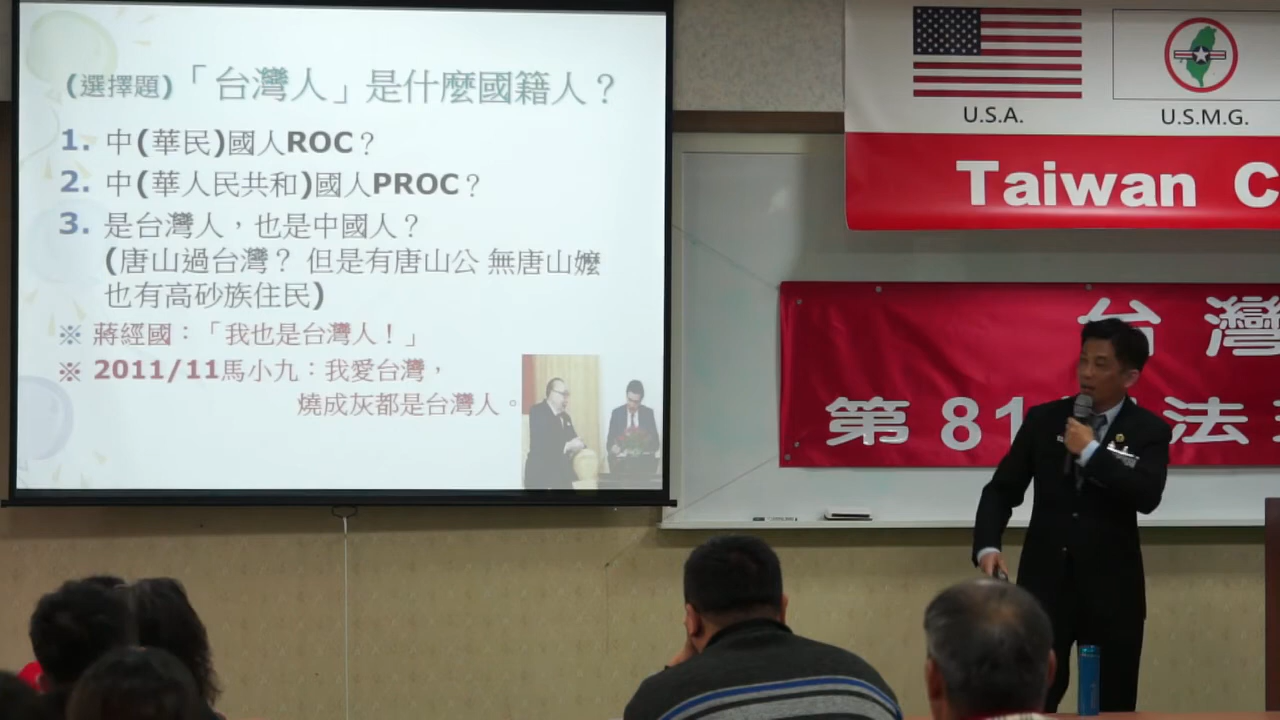 (選擇題)「台灣人」是什麼國籍人？
1. 中(華民)國人ROC？
2. 中(華人民共和)國人PROC？
3. 是台灣人，也是中國人？
(唐山過台灣？ 但是有唐山公 無唐山嬤
也有高砂族住民)
※ 蔣經國：「我也是台灣人！」
※ 2011/11馬小九：我愛台灣，
燒成灰都是台灣人。
U.S.A.
U.S.M.G.
Taiwan C
台灣
第 81 法